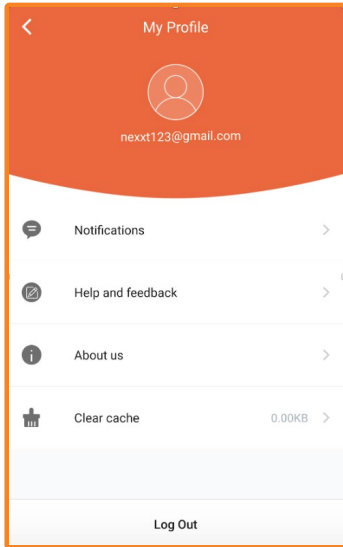 My Profile
nexxt123@gmail.com
Notifications
Help and feedback
About us
Clear cache 0.00KB
Log Out